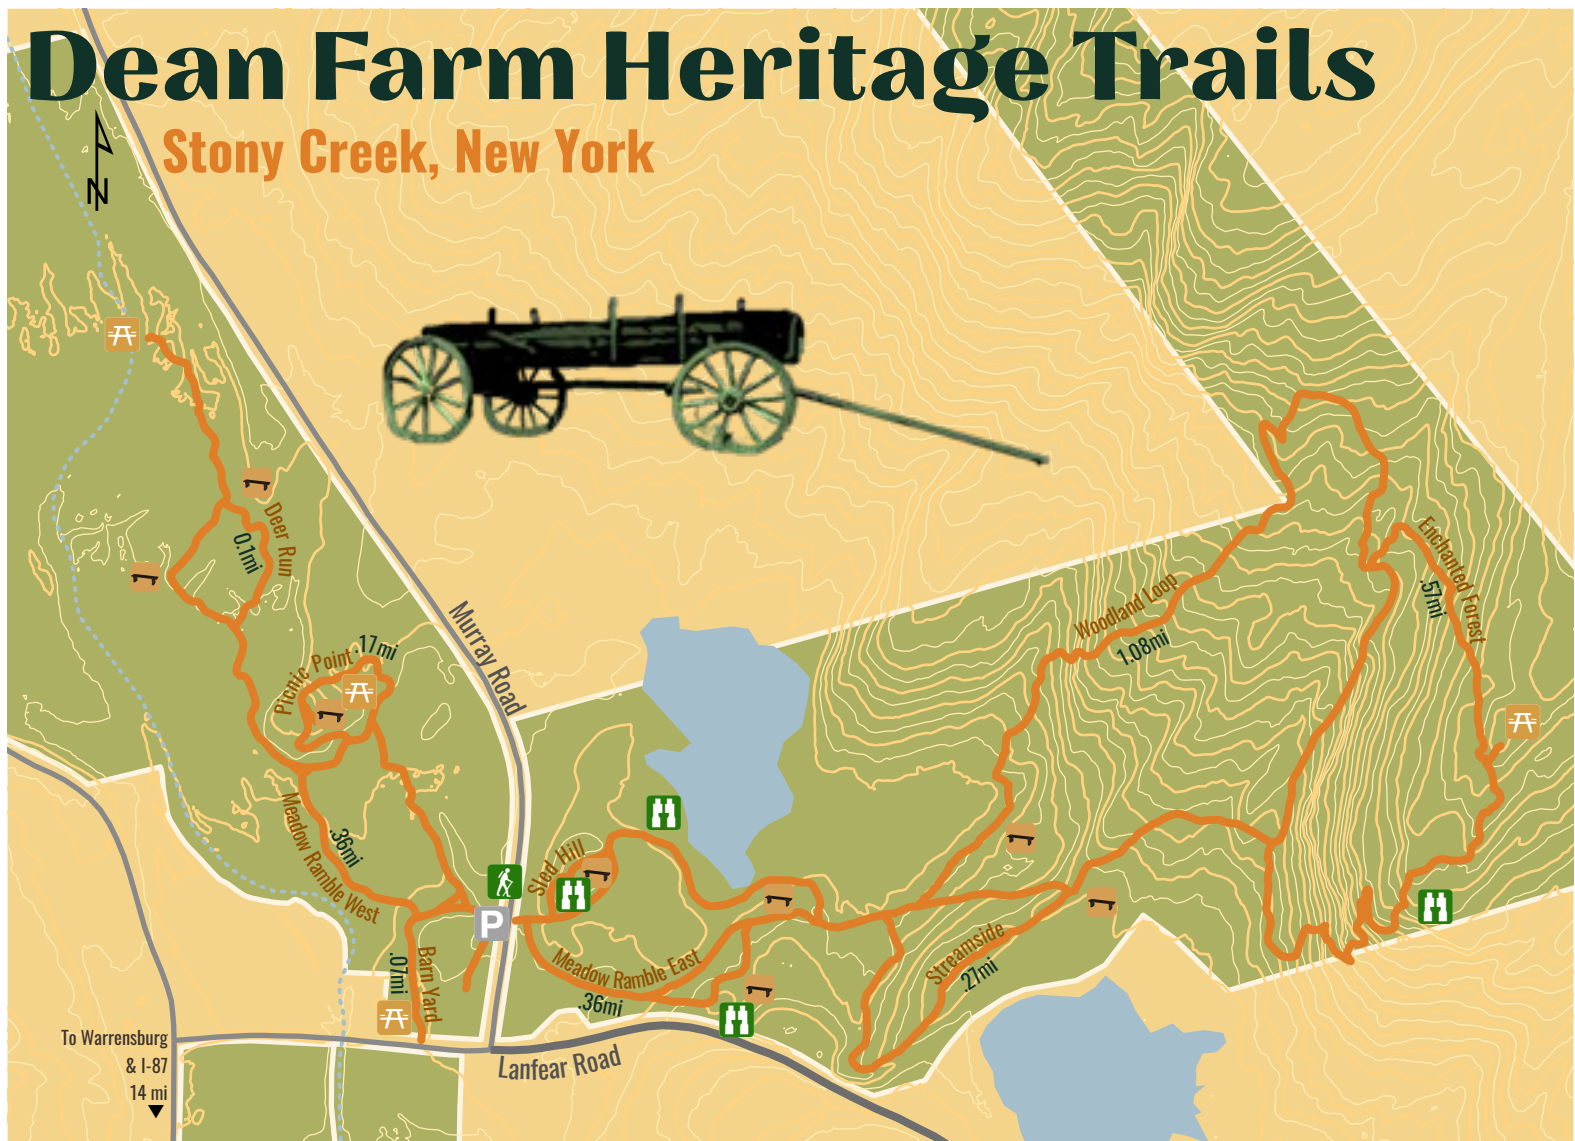 Dean Farm Heritage Trails
Stony Creek, New York
N
Deer Run
0.1mi
Murray Road
Picnic Point
.17mi
Woodland Loop
1.08mi
Enchanted Forest
.57mi
Meadow Ramble West
.36mi
Sled Hill
P
Meadow Ramble East
.36mi
Streamside
.27mi
Barn Yard
.07mi
Lanfear Road
To Warrensburg
& I-87
14 mi